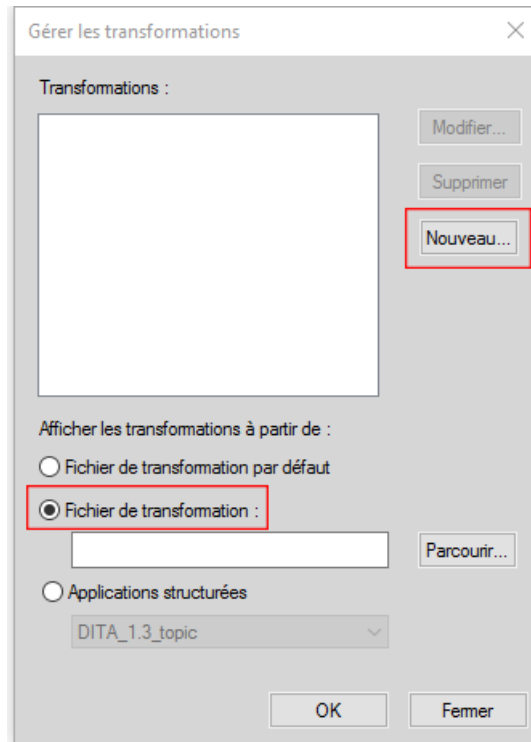 Gérer les transformations
Transformations :
Modifier...
Supprimer
Nouveau...
Afficher les transformations à partir de :
Fichier de transformation par défaut
Fichier de transformation :
Parcourir...
Applications structurées
DITA_1.3_topic
OK Fermer